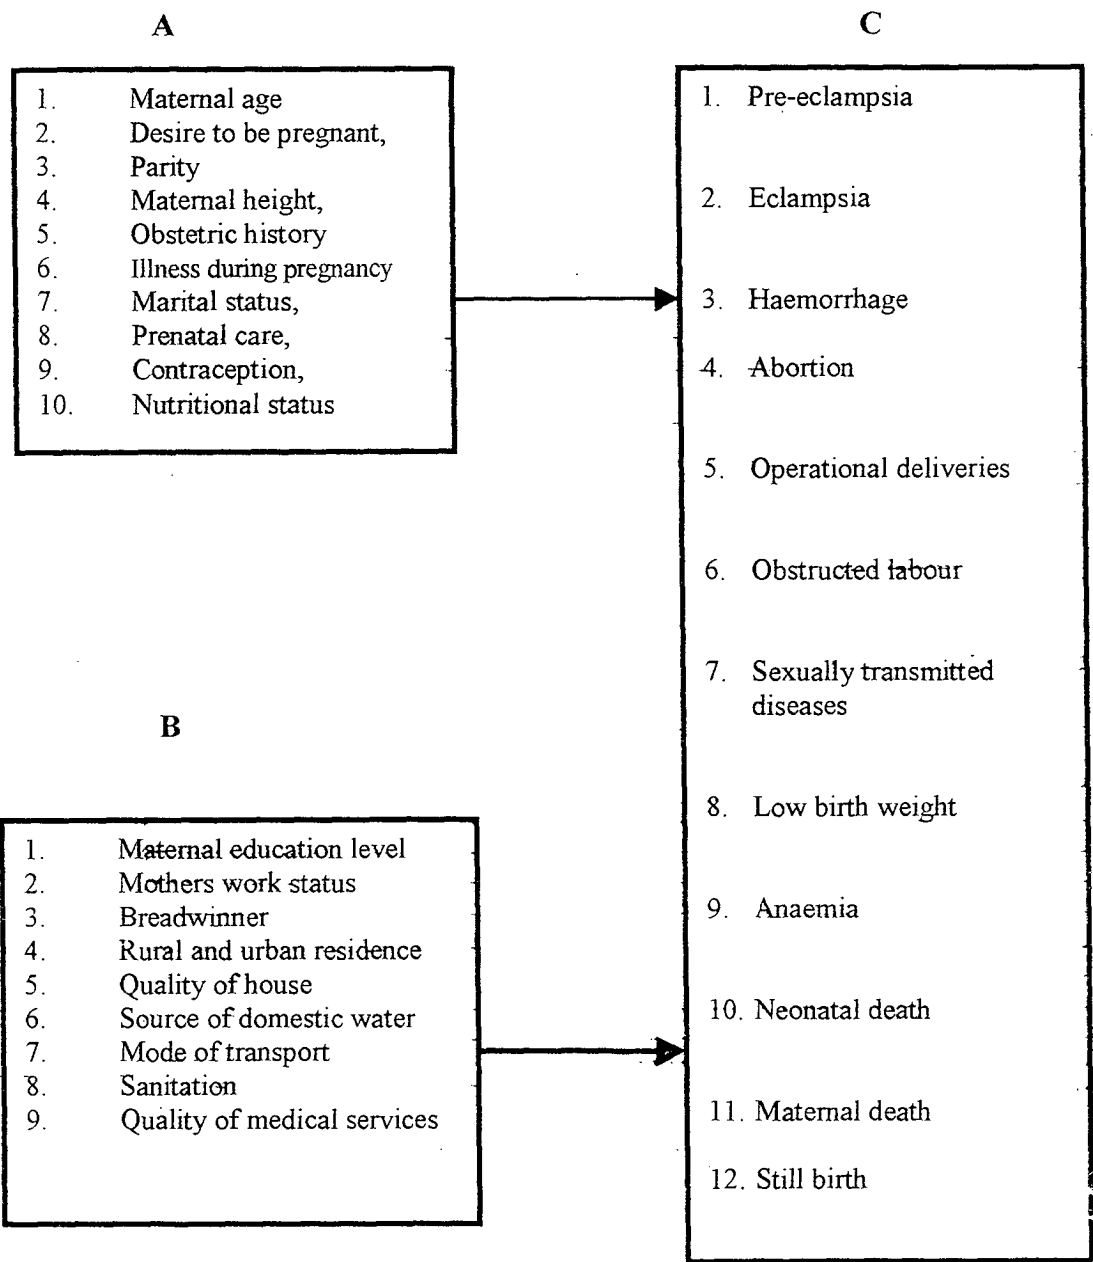 A
1. Maternal age
2. Desire to be pregnant,
3. Parity
4. Maternal height,
5. Obstetric history
6. Illness during pregnancy
7. Marital status,
8. Prenatal care,
9. Contraception,
10. Nutritional status
B
1. Maternal education level
2. Mothers work status
3. Breadwinner
4. Rural and urban residence
5. Quality of house
6. Source of domestic water
7. Mode of transport
8. Sanitation
9. Quality of medical services
C
1. Pre-eclampsia
2. Eclampsia
3. Haemorrhage
4. Abortion
5. Operational deliveries
6. Obstructed labour
7. Sexually transmitted
diseases
8. Low birth weight
9. Anaemia
10. Neonatal death
11. Maternal death
12. Still birth